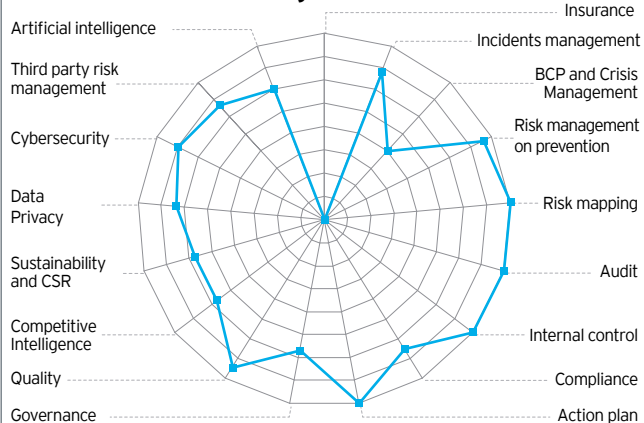 Insurance
Artificial intelligence
Incidents management
Third party risk
management
BCP and Crisis
Management
Cybersecurity
Risk management
on prevention
Data
Privacy
Risk mapping
Sustainability
and CSR
Audit
Competitive
Intelligence
Internal control
Quality
Compliance
Governance
Action plan